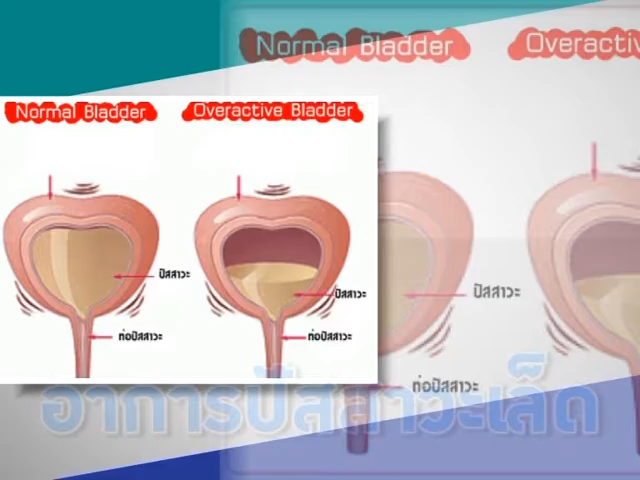 Normal Bladder
Overactive Bladder
ปัสสาวะ
ปัสสาวะ
ท่อปัสสาวะ
ท่อปัสสาวะ
Normal Bladder
Overactiv
ปัสสาวะ
ท่อปัสสาวะ
อาการปัสสาวะเล็ด